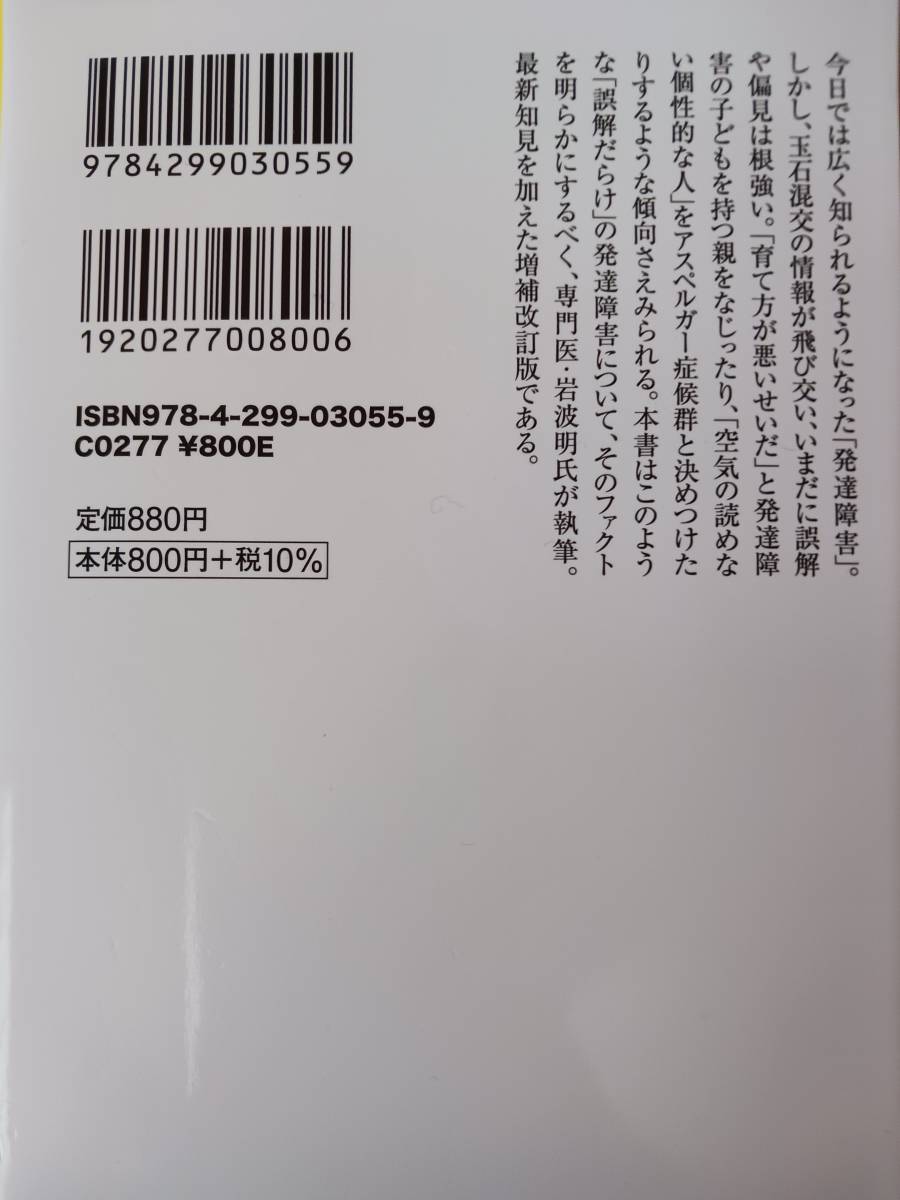 今日では広く知られるようになった「発達障害」。
しかし、玉石混交の情報が飛び交い、いまだに誤解
や偏見は根強い。「育て方が悪いせいだ」と発達障
害の子どもを持つ親をなじったり、「空気の読めな
い個性的な人」をアスペルガー症候群と決めつけた
りするような傾向さえみられる。本書はこのよう
な「誤解だらけ」の発達障害について、そのファクト
を明らかにするべく、専門医・岩波明氏が執筆。
最新知見を加えた増補改訂版である。
9784299030559
1920277008006
ISBN978-4-299-03055-9
C0277 ¥800E
定価880円
本体800円+税10%